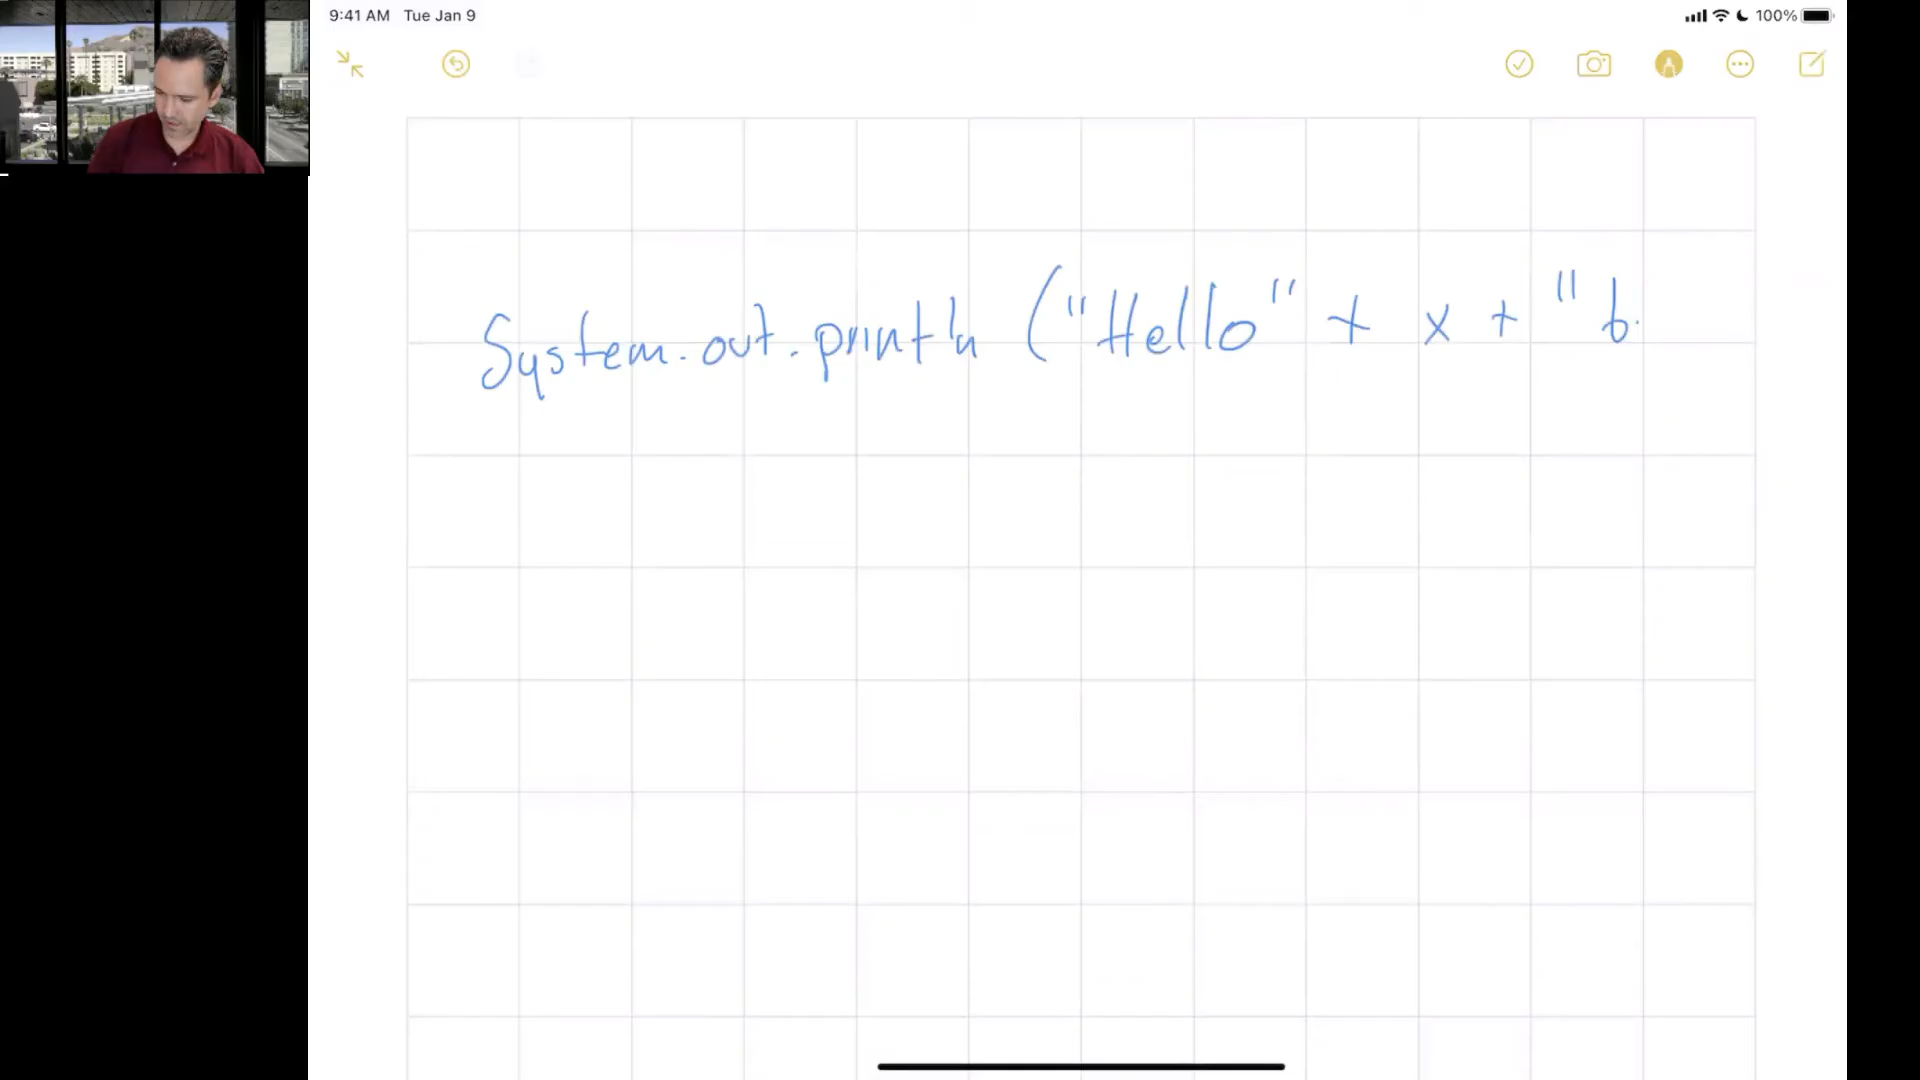 9:41 AM Tue Jan 9 100%
System.out.println ("Hello" + x + "b